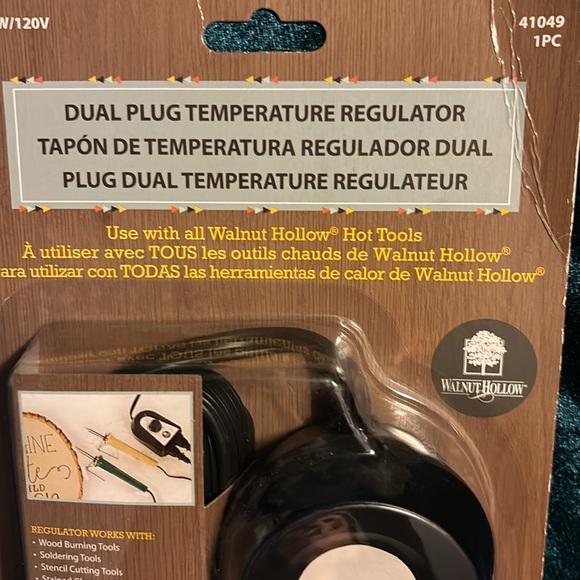 W/120V
41049
1PC
DUAL PLUG TEMPERATURE REGULATOR
TAPÓN DE TEMPERATURA REGULADOR DUAL
PLUG DUAL TEMPERATURE REGULATEUR
Use with all Walnut Hollow® Hot Tools
À utiliser avec TOUS les outils chauds de Walnut Hollow®
ara utilizar con TODAS las herramientas de calor de Walnut Hollow®
WALNUT HOLLOW
REGULATOR WORKS WITH:
• Wood Burning Tools
• Soldering Tools
• Stencil Cutting Tools